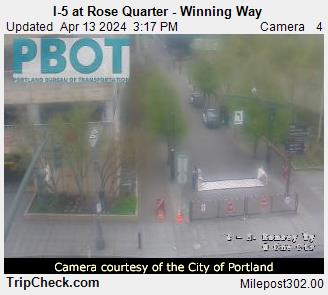 I-5 at Rose Quarter - Winning Way
Updated Apr 13 2024 3:17 PM Camera 4
PBOT
PORTLAND BUREAU OF TRANSPORTATION
Camera courtesy of the City of Portland
TripCheck.com Milepost302.00